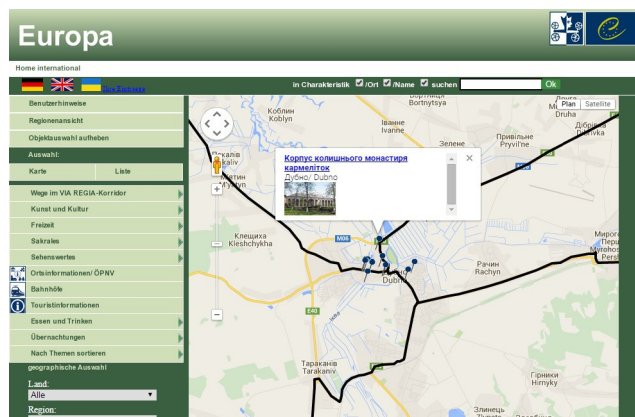 Europa
Home international
in Charakteristik /Ort /Name suchen Ok
Benutzerhinweise
Regionenansicht
Objektauswahl aufheben
Auswahl:
Karte Liste
Wege im VIA REGIA-Korridor
Kunst und Kultur
Freizeit
Sakrales
Sehenswertes
Ortsinformationen/ ÖPNV
Bahnhöfe
Touristinformationen
Essen und Trinken
Übernachtungen
Nach Themen sortieren
geographische Auswahl
Land:
Alle
Region:
Plan Satelite
Bortnytsya
Druha
Коблин
Koblyn
Іванне
Ivanne
Зелене
Привільне
Pryvil'ne
Корпус колишнього монастиря
кармеліток
Дубно/ Dubno
Клещиха
Kleshchykha
M06
Рачин
Rachyn
Dubno
E40
Тараканів
Tarakaniv
Гірники
Hirnyky
Злинець